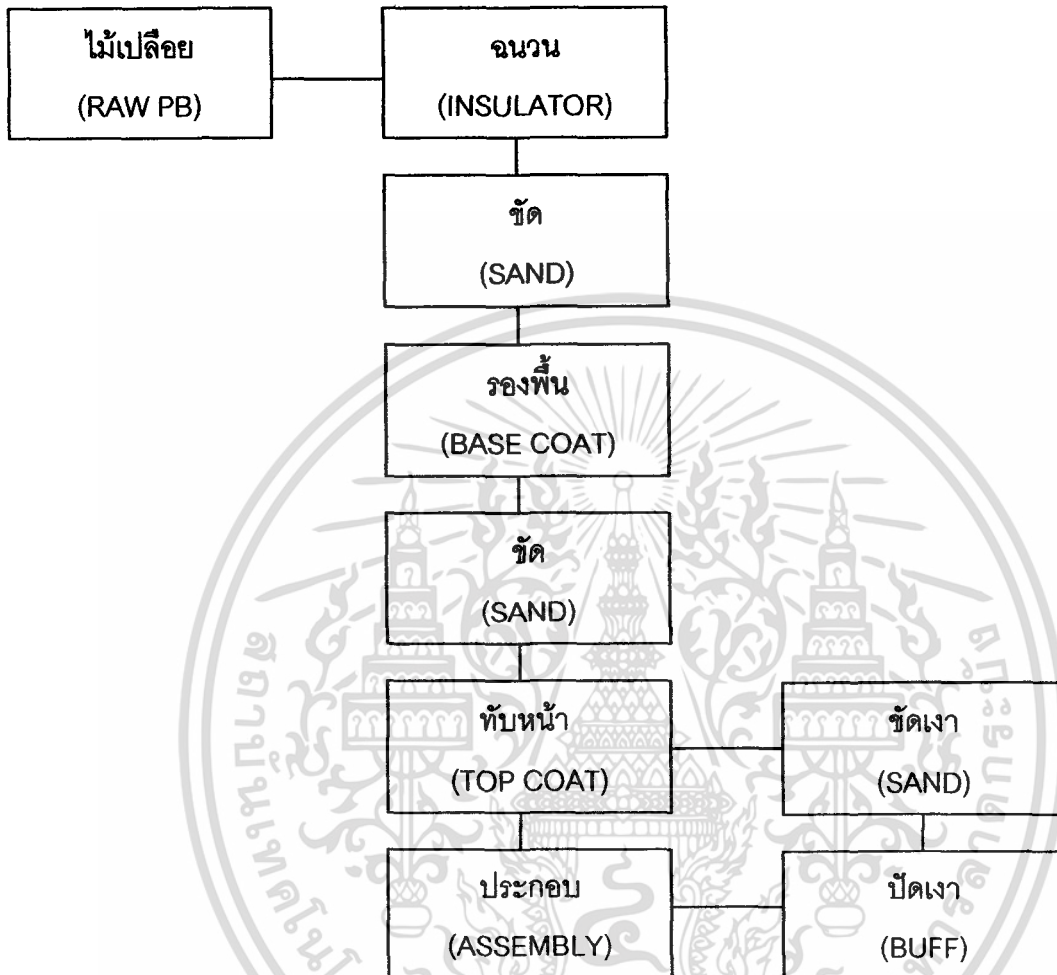 ไม้เปลือย
(RAW PB)
ฉนวน
(INSULATOR)
ขัด
(SAND)
รองพื้น
(BASE COAT)
ขัด
(SAND)
ทับหน้า
(TOP COAT)
ขัดเงา
(SAND)
ประกอบ
(ASSEMBLY)
ปัดเงา
(BUFF)